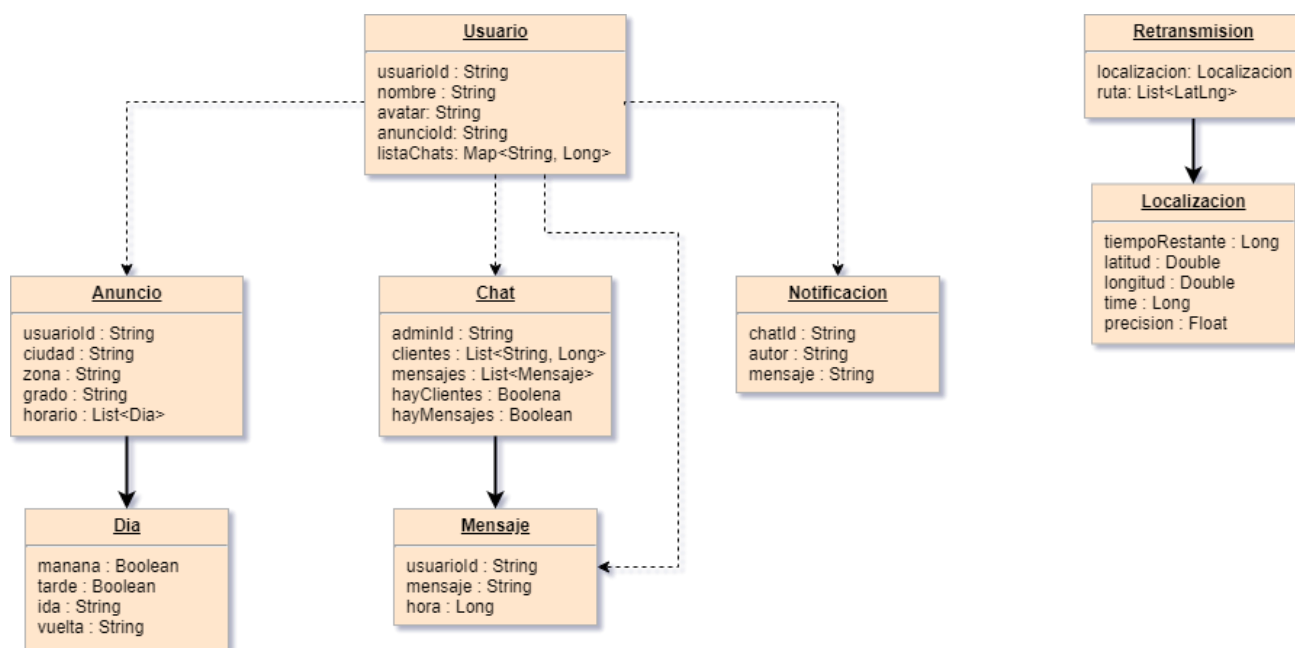 Usuario
usuarioId : String
nombre : String
avatar: String
anuncioId: String
listaChats: Map<String, Long>
Retransmision
localizacion: Localizacion
ruta: List<LatLng>
Localizacion
tiempoRestante : Long
latitud : Double
longitud : Double
time : Long
precision : Float
Anuncio
usuarioId : String
ciudad : String
zona : String
grado : String
horario : List<Dia>
Chat
adminId : String
clientes : List<String, Long>
mensajes : List<Mensaje>
hayClientes : Boolena
hayMensajes : Boolean
Notificacion
chatId : String
autor : String
mensaje : String
Dia
manana : Boolean
tarde : Boolean
ida : String
vuelta : String
Mensaje
usuarioId : String
mensaje : String
hora : Long